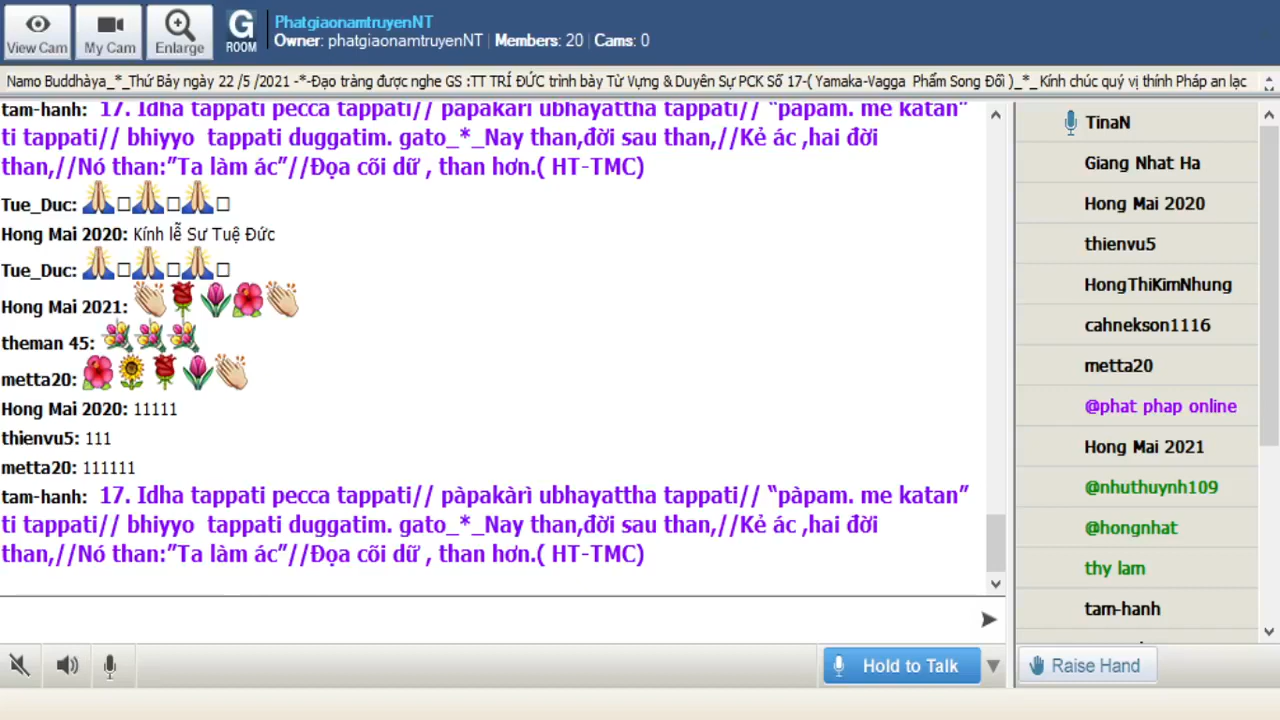 View Cam
My Cam
Enlarge
G
ROOM
PhatgiaonamtruyenNT
Owner: phatgiaonamtruyenNT | Members: 20 | Cams: 0
Namo Buddhàya_*_Thứ Bảy ngày 22 /5 /2021 -*-Đạo tràng được nghe GS :TT TRÍ ĐỨC trình bày Từ Vựng & Duyên Sự PCK Số 17-( Yamaka-Vagga Phẩm Song Đối )_*_ Kính chúc quý vị thính Pháp an lạc
tam-hanh: 17. Idha tappati pecca tappati// pàpakàrì ubhayattha tappati// “pàpam. me katan”
ti tappati// bhiyyo tappati duggatim. gato_*_Nay than,đời sau than,//Kẻ ác ,hai đời
than,//Nó than:”Ta làm ác”//Đọa cõi dữ , than hơn.( HT-TMC)
Tue_Duc: 🙏🙏🙏
Hong Mai 2020: Kính lễ Sư Tuệ Đức
Tue_Duc: 🙏🙏🙏
Hong Mai 2021: 👏🌹🌷🌺👏
theman 45: 💐💐💐
metta20: 🌺🌻🌹🌷👏
Hong Mai 2020: 11111
thienvu5: 111
metta20: 111111
tam-hanh: 17. Idha tappati pecca tappati// pàpakàrì ubhayattha tappati// “pàpam. me katan”
ti tappati// bhiyyo tappati duggatim. gato_*_Nay than,đời sau than,//Kẻ ác ,hai đời
than,//Nó than:”Ta làm ác”//Đọa cõi dữ , than hơn.( HT-TMC)
TinaN
Giang Nhat Ha
Hong Mai 2020
thienvu5
HongThiKimNhung
cahnekson1116
metta20
@phat phap online
Hong Mai 2021
@nhuthuynh109
@hongnhat
thy lam
tam-hanh
Hold to Talk
Raise Hand